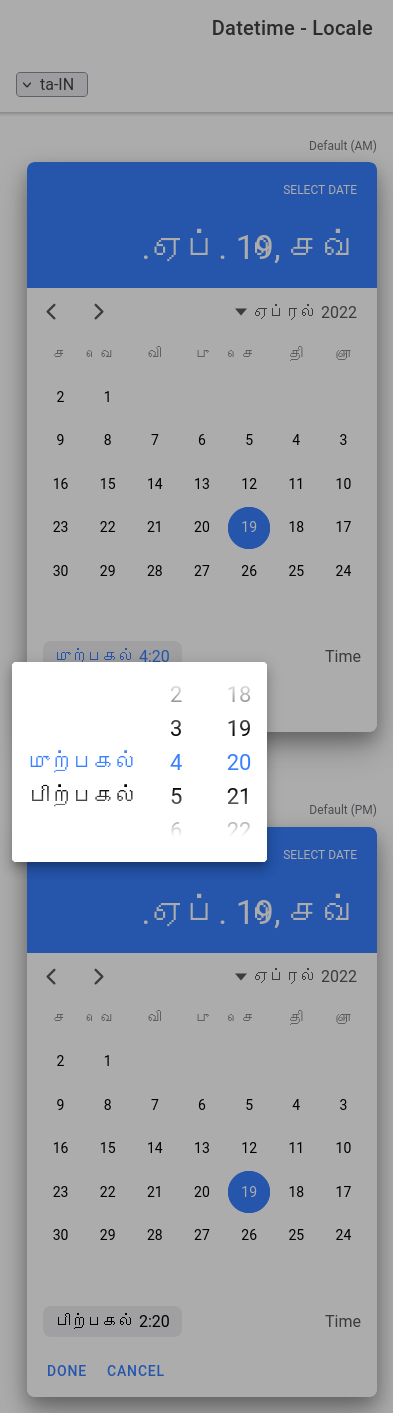 Datetime - Locale
ta-IN
Default (AM)
SELECT DATE
.ஏப். 19, செவ்
ஏப்ரல் 2022
ச வெ வி பு செ தி ஞா
2 1
9 8 7 6 5 4 3
16 15 14 13 12 11 10
23 22 21 20 19 18 17
30 29 28 27 26 25 24
முற்பகல் 4:20 Time
2 18
3 19
முற்பகல் 4 20
பிற்பகல் 5 21
6 22
Default (PM)
SELECT DATE
.ஏப். 19, செவ்
ஏப்ரல் 2022
ச வெ வி பு செ தி ஞா
2 1
9 8 7 6 5 4 3
16 15 14 13 12 11 10
23 22 21 20 19 18 17
30 29 28 27 26 25 24
பிற்பகல் 2:20 Time
DONE CANCEL